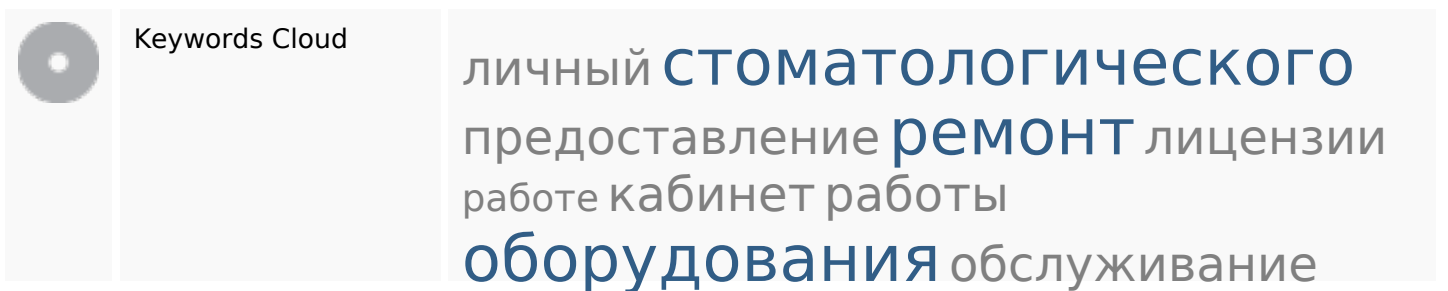 Keywords Cloud
личный стоматологического
предоставление ремонт лицензии
работе кабинет работы
оборудования обслуживание